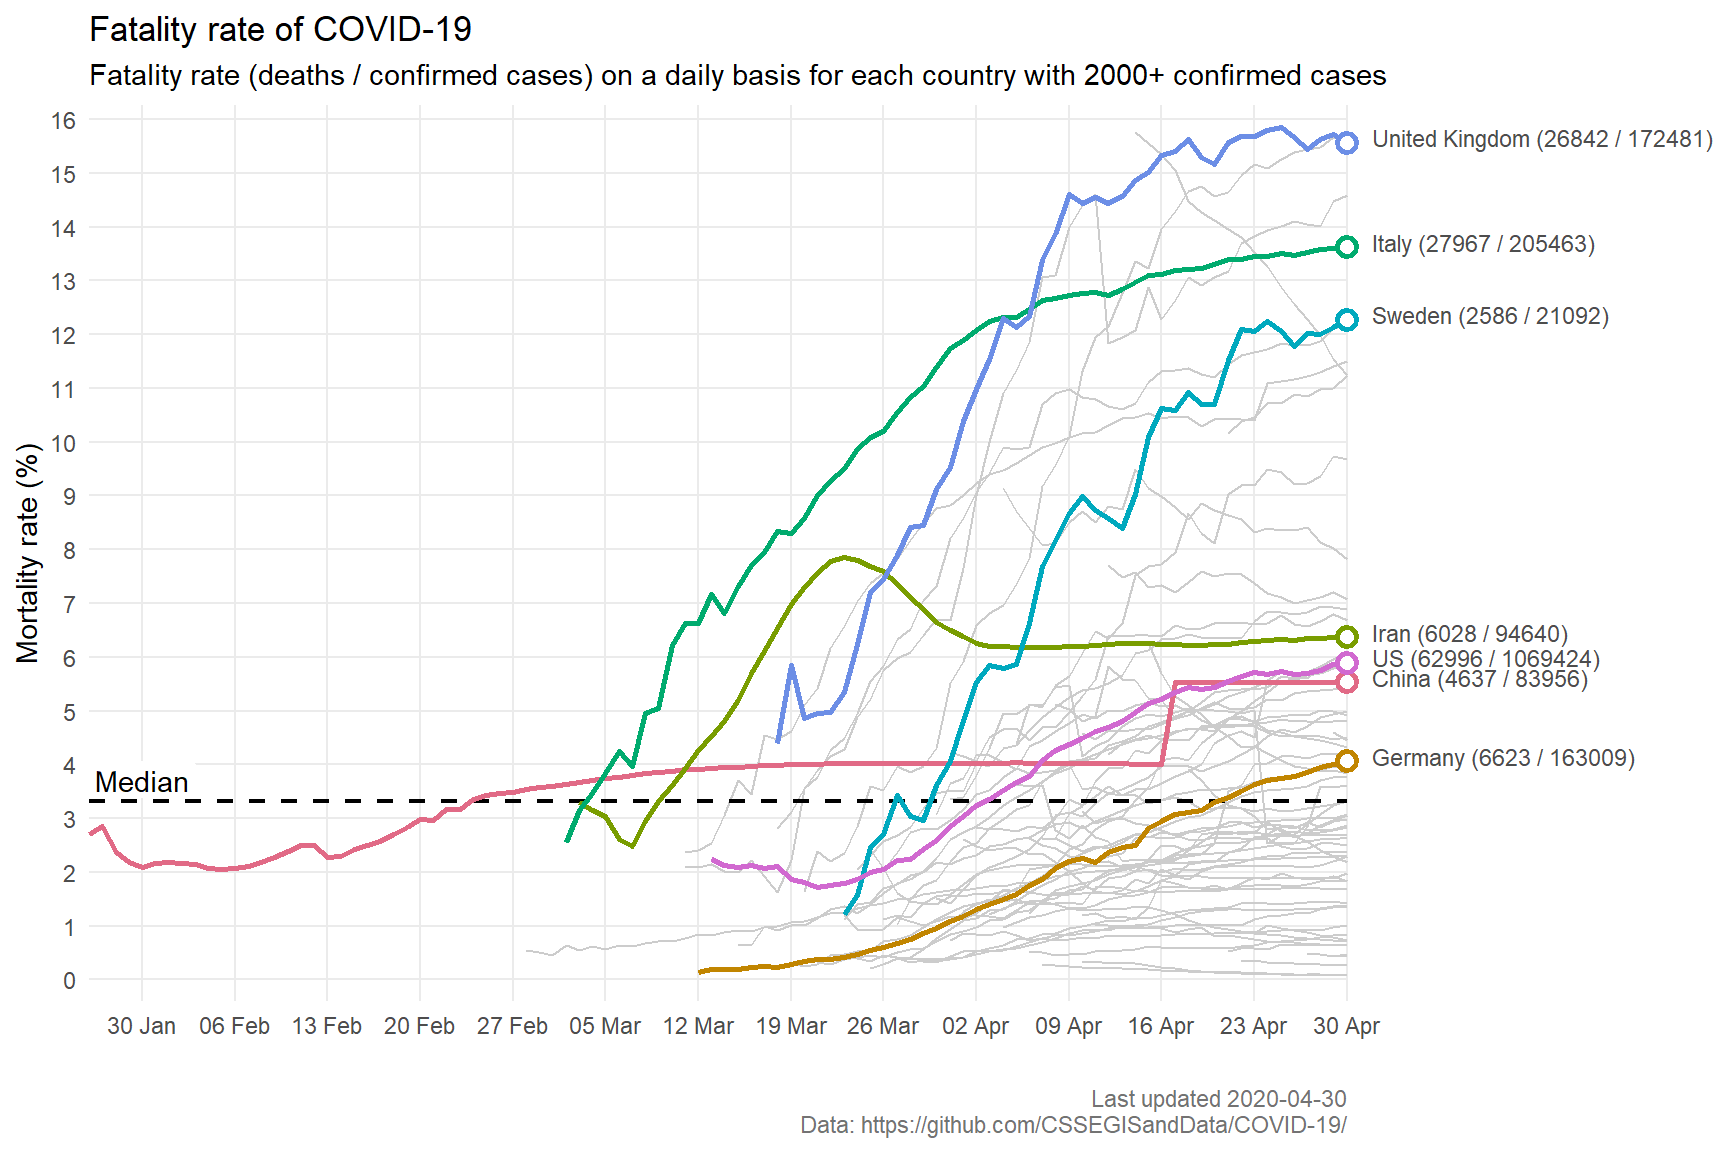 Fatality rate of COVID-19
Fatality rate (deaths / confirmed cases) on a daily basis for each country with 2000+ confirmed cases
Mortality rate (%)
16
15
14
13
12
11
10
9
8
7
6
5
4
3
2
1
0
Median
United Kingdom (26842 / 172481)
Italy (27967 / 205463)
Sweden (2586 / 21092)
Iran (6028 / 94640)
US (62996 / 1069424)
China (4637 / 83956)
Germany (6623 / 163009)
30 Jan
06 Feb
13 Feb
20 Feb
27 Feb
05 Mar
12 Mar
19 Mar
26 Mar
02 Apr
09 Apr
16 Apr
23 Apr
30 Apr
Last updated 2020-04-30
Data: https://github.com/CSSEGISandData/COVID-19/